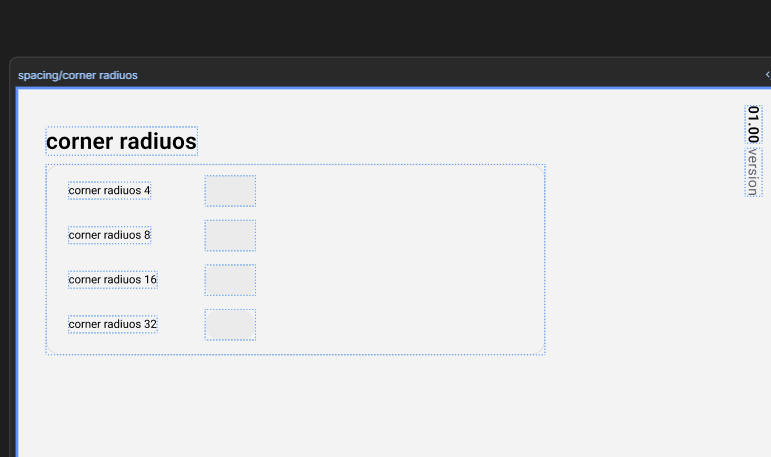 spacing/corner radiuos
01.00 version
corner radiuos
corner radiuos 4
corner radiuos 8
corner radiuos 16
corner radiuos 32